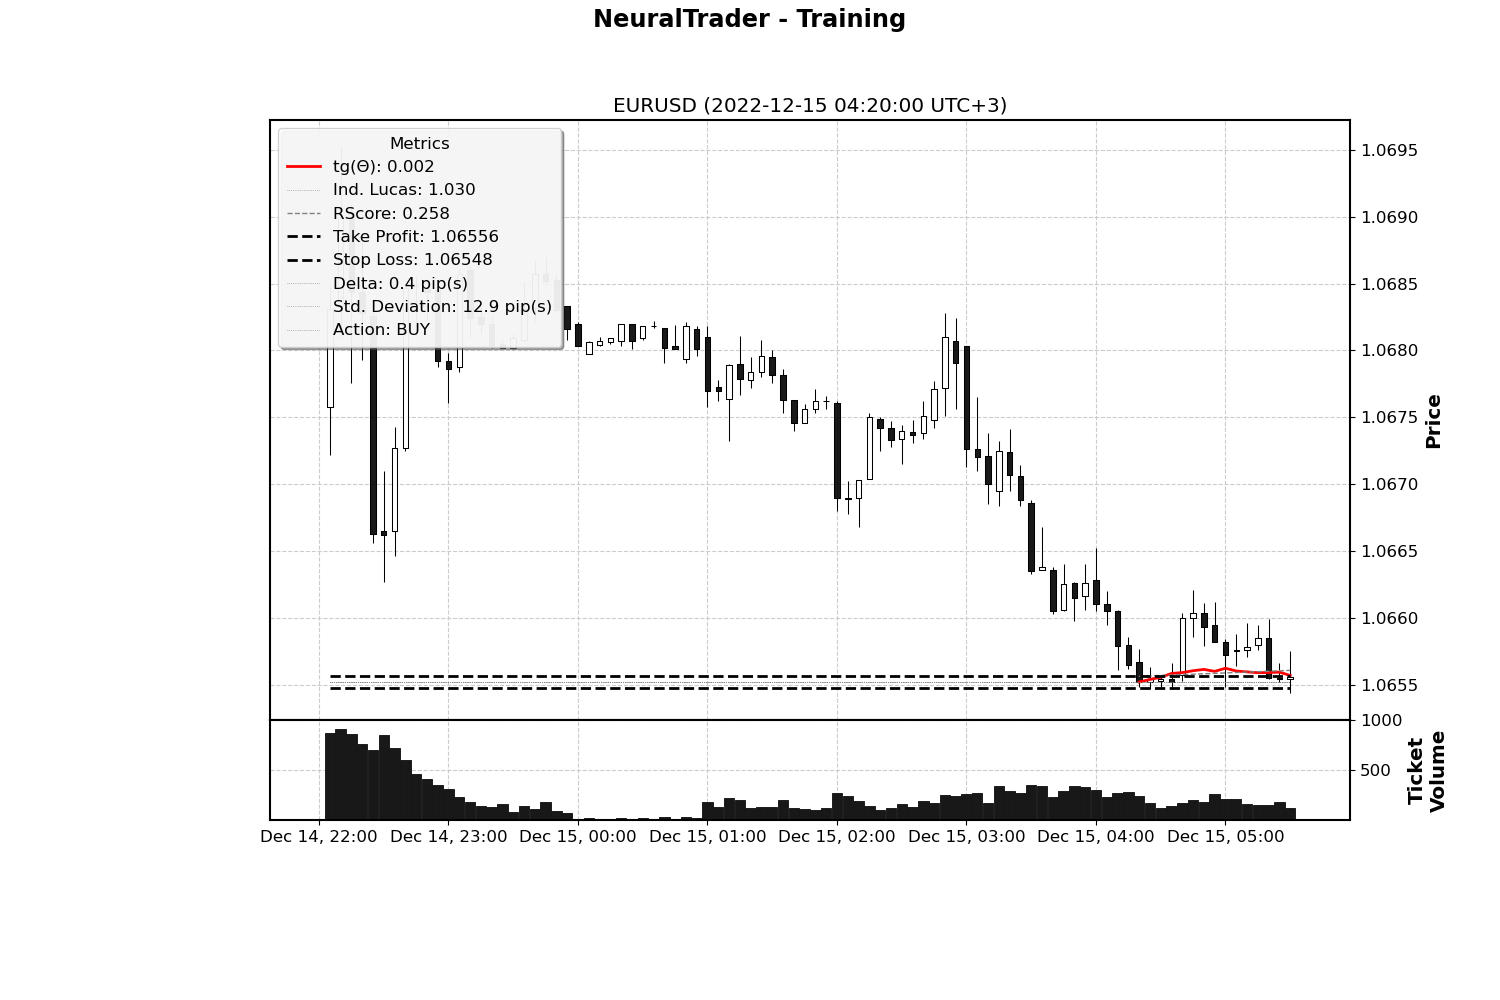 NeuralTrader - Training
EURUSD (2022-12-15 04:20:00 UTC+3)
Metrics
tg(Θ): 0.002
Ind. Lucas: 1.030
RScore: 0.258
Take Profit: 1.06556
Stop Loss: 1.06548
Delta: 0.4 pip(s)
Std. Deviation: 12.9 pip(s)
Action: BUY
1.0695
1.0690
1.0685
1.0680
1.0675
1.0670
1.0665
1.0660
1.0655
Price
1000
500
Ticket
Volume
Dec 14, 22:00 Dec 14, 23:00 Dec 15, 00:00 Dec 15, 01:00 Dec 15, 02:00 Dec 15, 03:00 Dec 15, 04:00 Dec 15, 05:00